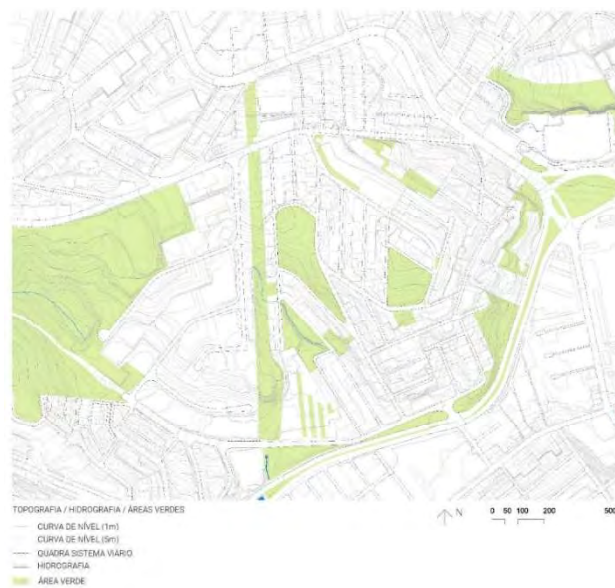 TOPOGRAFIA / HIDROGRAFIA / ÁREAS VERDES
CURVA DE NÍVEL (1m)
CURVA DE NÍVEL (5m)
QUADRA SISTEMA VIÁRIO
HIDROGRAFIA
ÁREA VERDE
N
0 50 100 200 500